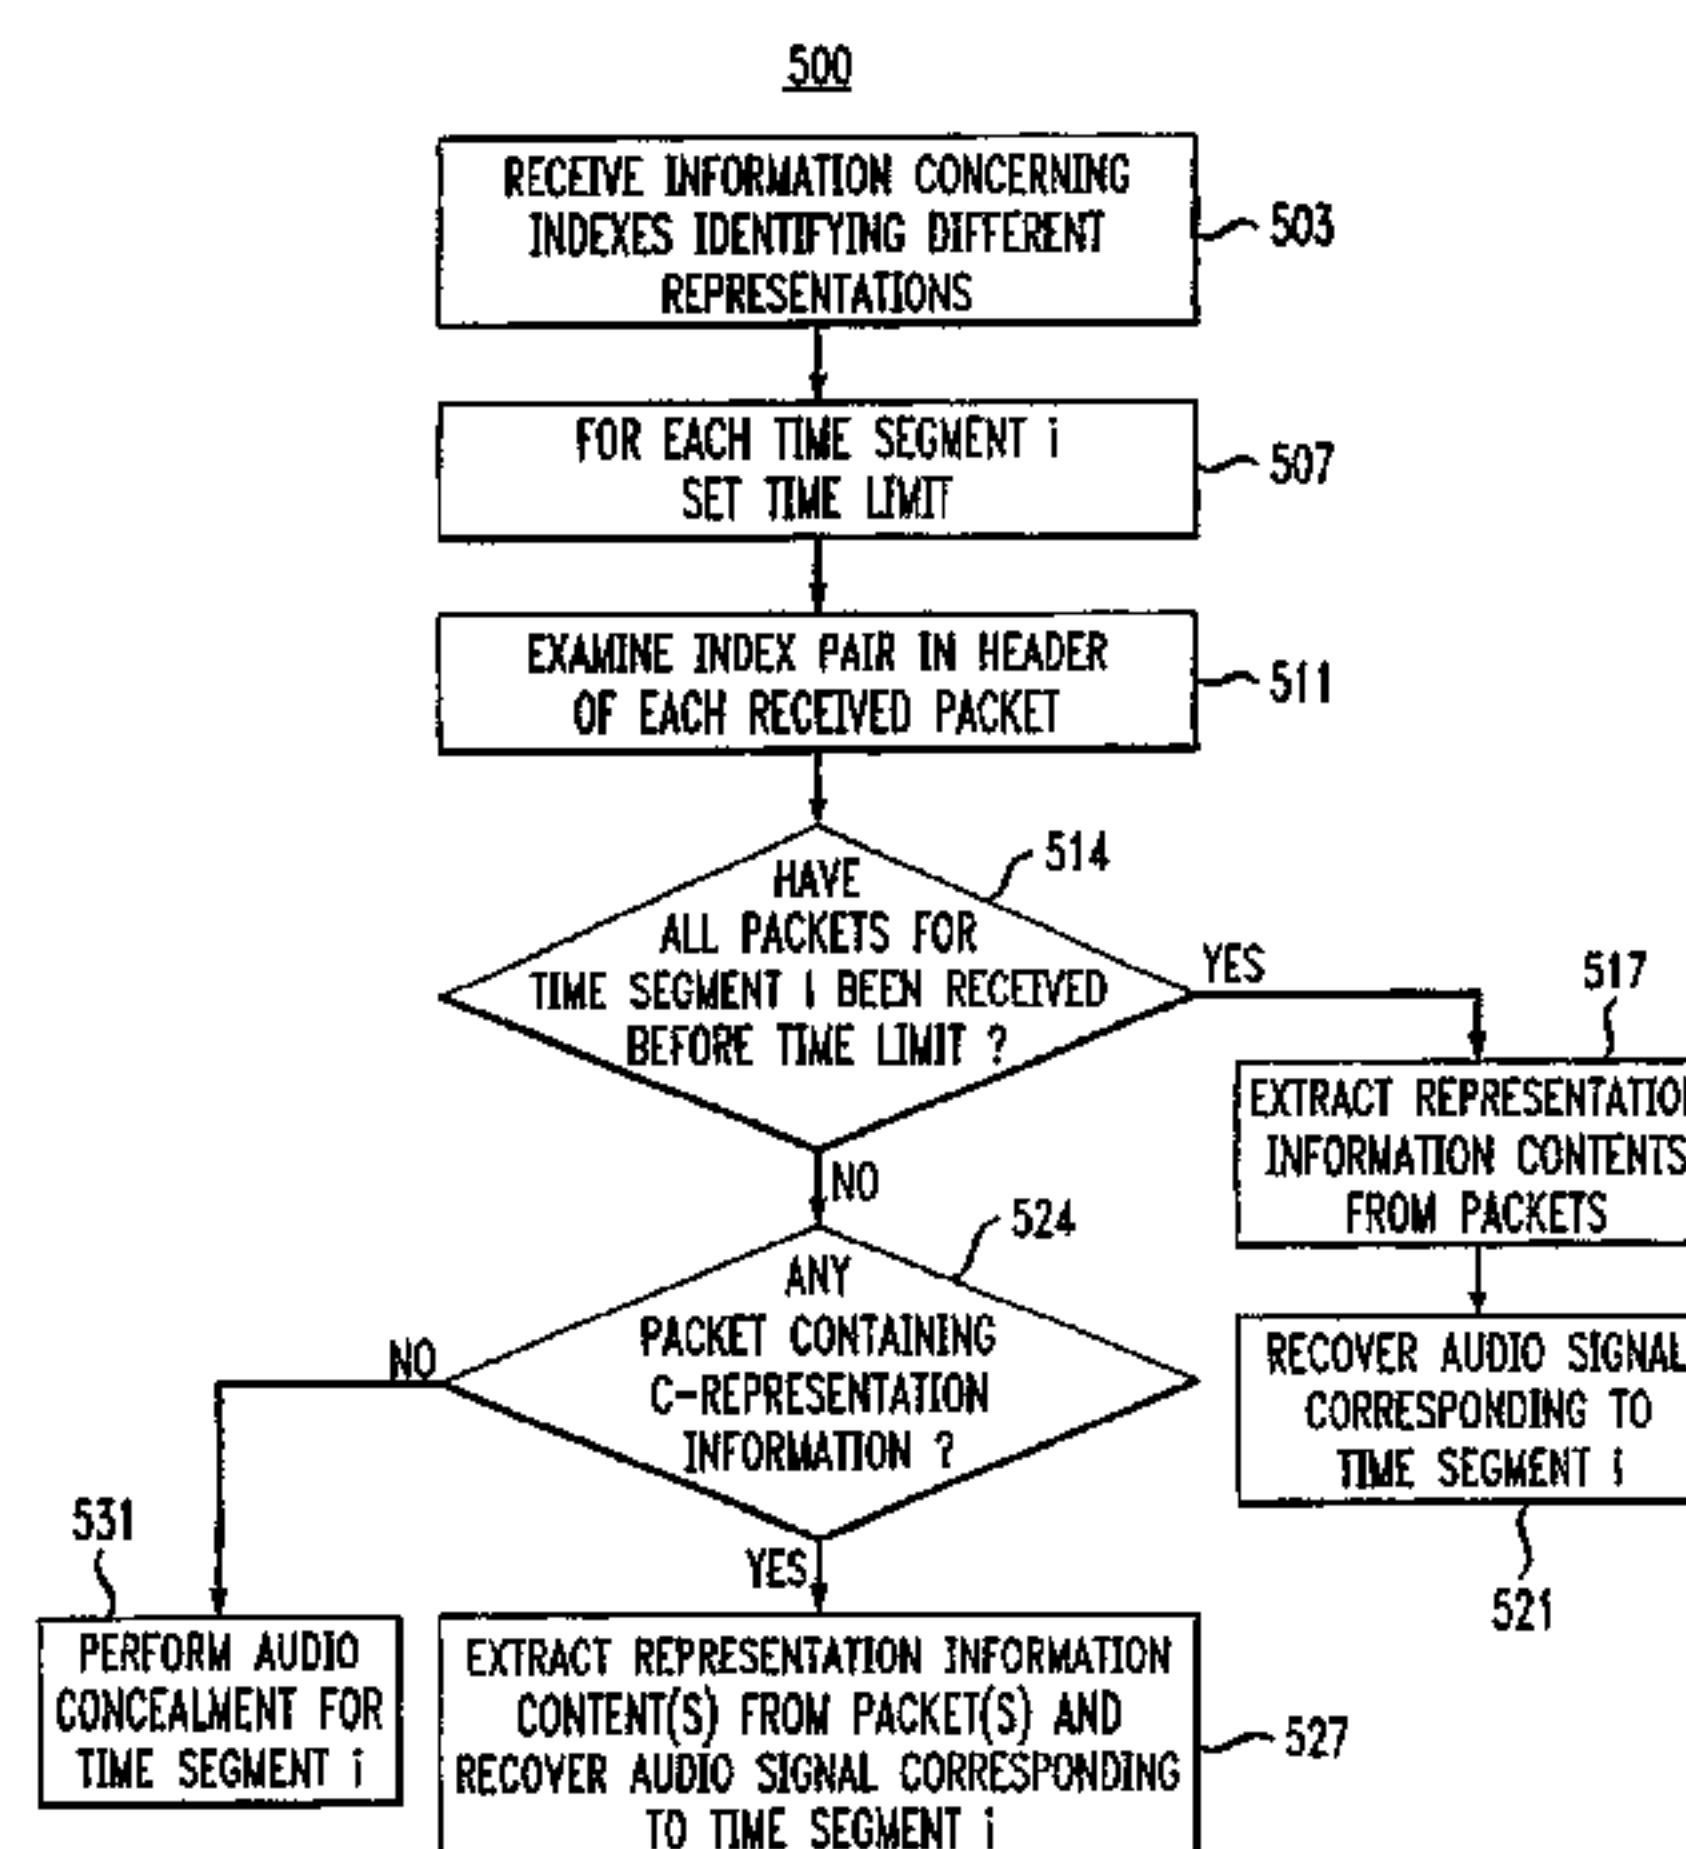 500
RECEIVE INFORMATION CONCERNING
INDEXES IDENTIFYING DIFFERENT
REPRESENTATIONS
503
FOR EACH TIME SEGMENT i
SET TIME LIMIT
507
EXAMINE INDEX PAIR IN HEADER
OF EACH RECEIVED PACKET
511
514
HAVE
ALL PACKETS FOR
TIME SEGMENT i BEEN RECEIVED
BEFORE TIME LIMIT ?
YES
517
EXTRACT REPRESENTATION
INFORMATION CONTENTS
FROM PACKETS
NO
524
ANY
PACKET CONTAINING
C-REPRESENTATION
INFORMATION ?
NO
RECOVER AUDIO SIGNAL
CORRESPONDING TO
TIME SEGMENT i
521
531
YES
PERFORM AUDIO
CONCEALMENT FOR
TIME SEGMENT i
EXTRACT REPRESENTATION INFORMATION
CONTENT(S) FROM PACKET(S) AND
RECOVER AUDIO SIGNAL CORRESPONDING
TO TIME SEGMENT i
527